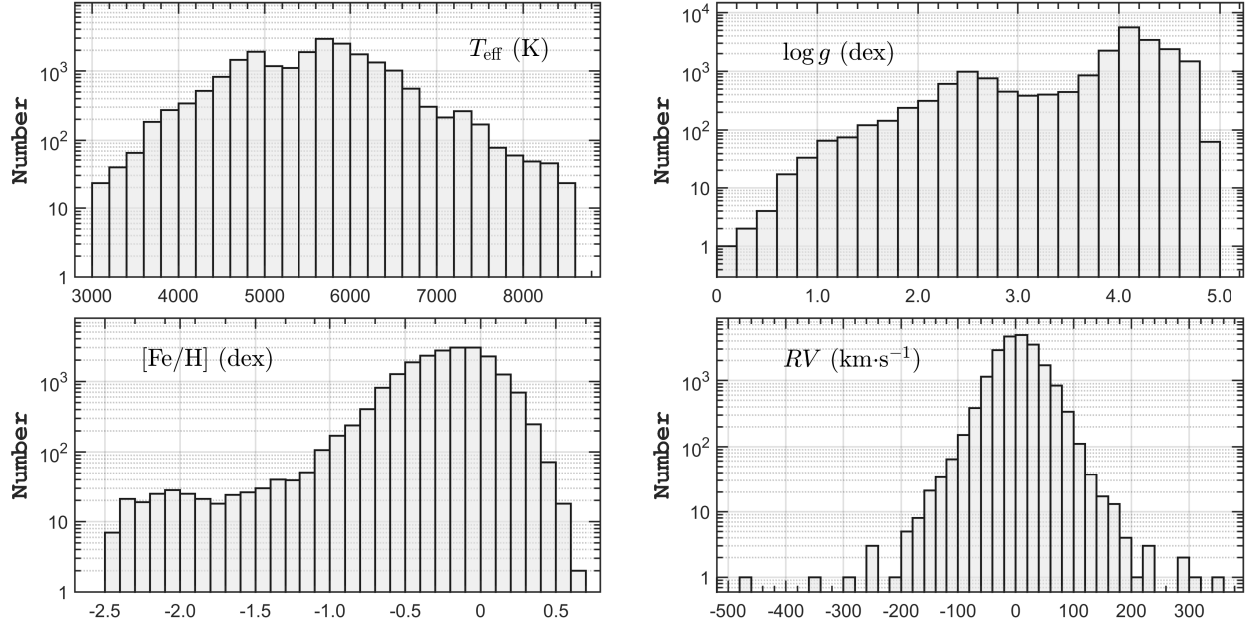 T_eff (K)
Number
10^3
10^2
10
1
3000 4000 5000 6000 7000 8000
log g (dex)
Number
10^4
10^3
10^2
10
1
0 1.0 2.0 3.0 4.0 5.0
[Fe/H] (dex)
Number
10^3
10^2
10
1
-2.5 -2.0 -1.5 -1.0 -0.5 0 0.5
RV (km·s^−1)
Number
10^3
10^2
10
1
-500 -400 -300 -200 -100 0 100 200 300